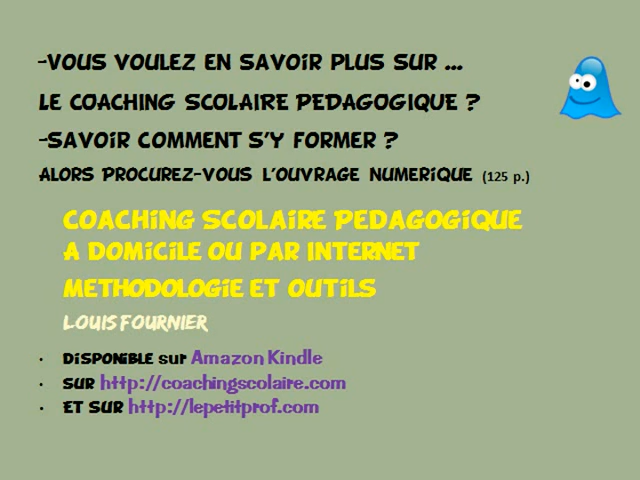 -VOUS VOULEZ EN SAVOIR PLUS SUR ...
LE COACHING SCOLAIRE PEDAGOGIQUE ?
-SAVOIR COMMENT S'Y FORMER ?
ALORS PROCUREZ-VOUS L'OUVRAGE NUMERIQUE (125 p.)
COACHING SCOLAIRE PEDAGOGIQUE
A DOMICILE OU PAR INTERNET
METHODOLOGIE ET OUTILS
LOUIS FOURNIER
• DISPONIBLE sur Amazon Kindle
• SUR http://coachingscolaire.com
• ET SUR http://lepetitprof.com